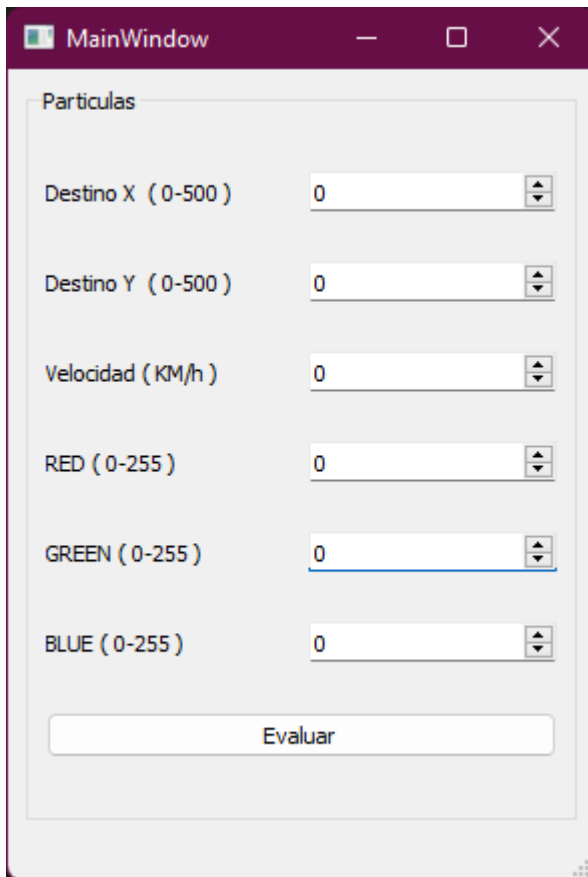 MainWindow
Particulas
Destino X ( 0-500 ) 0
Destino Y ( 0-500 ) 0
Velocidad ( KM/h ) 0
RED ( 0-255 ) 0
GREEN ( 0-255 ) 0
BLUE ( 0-255 ) 0
Evaluar